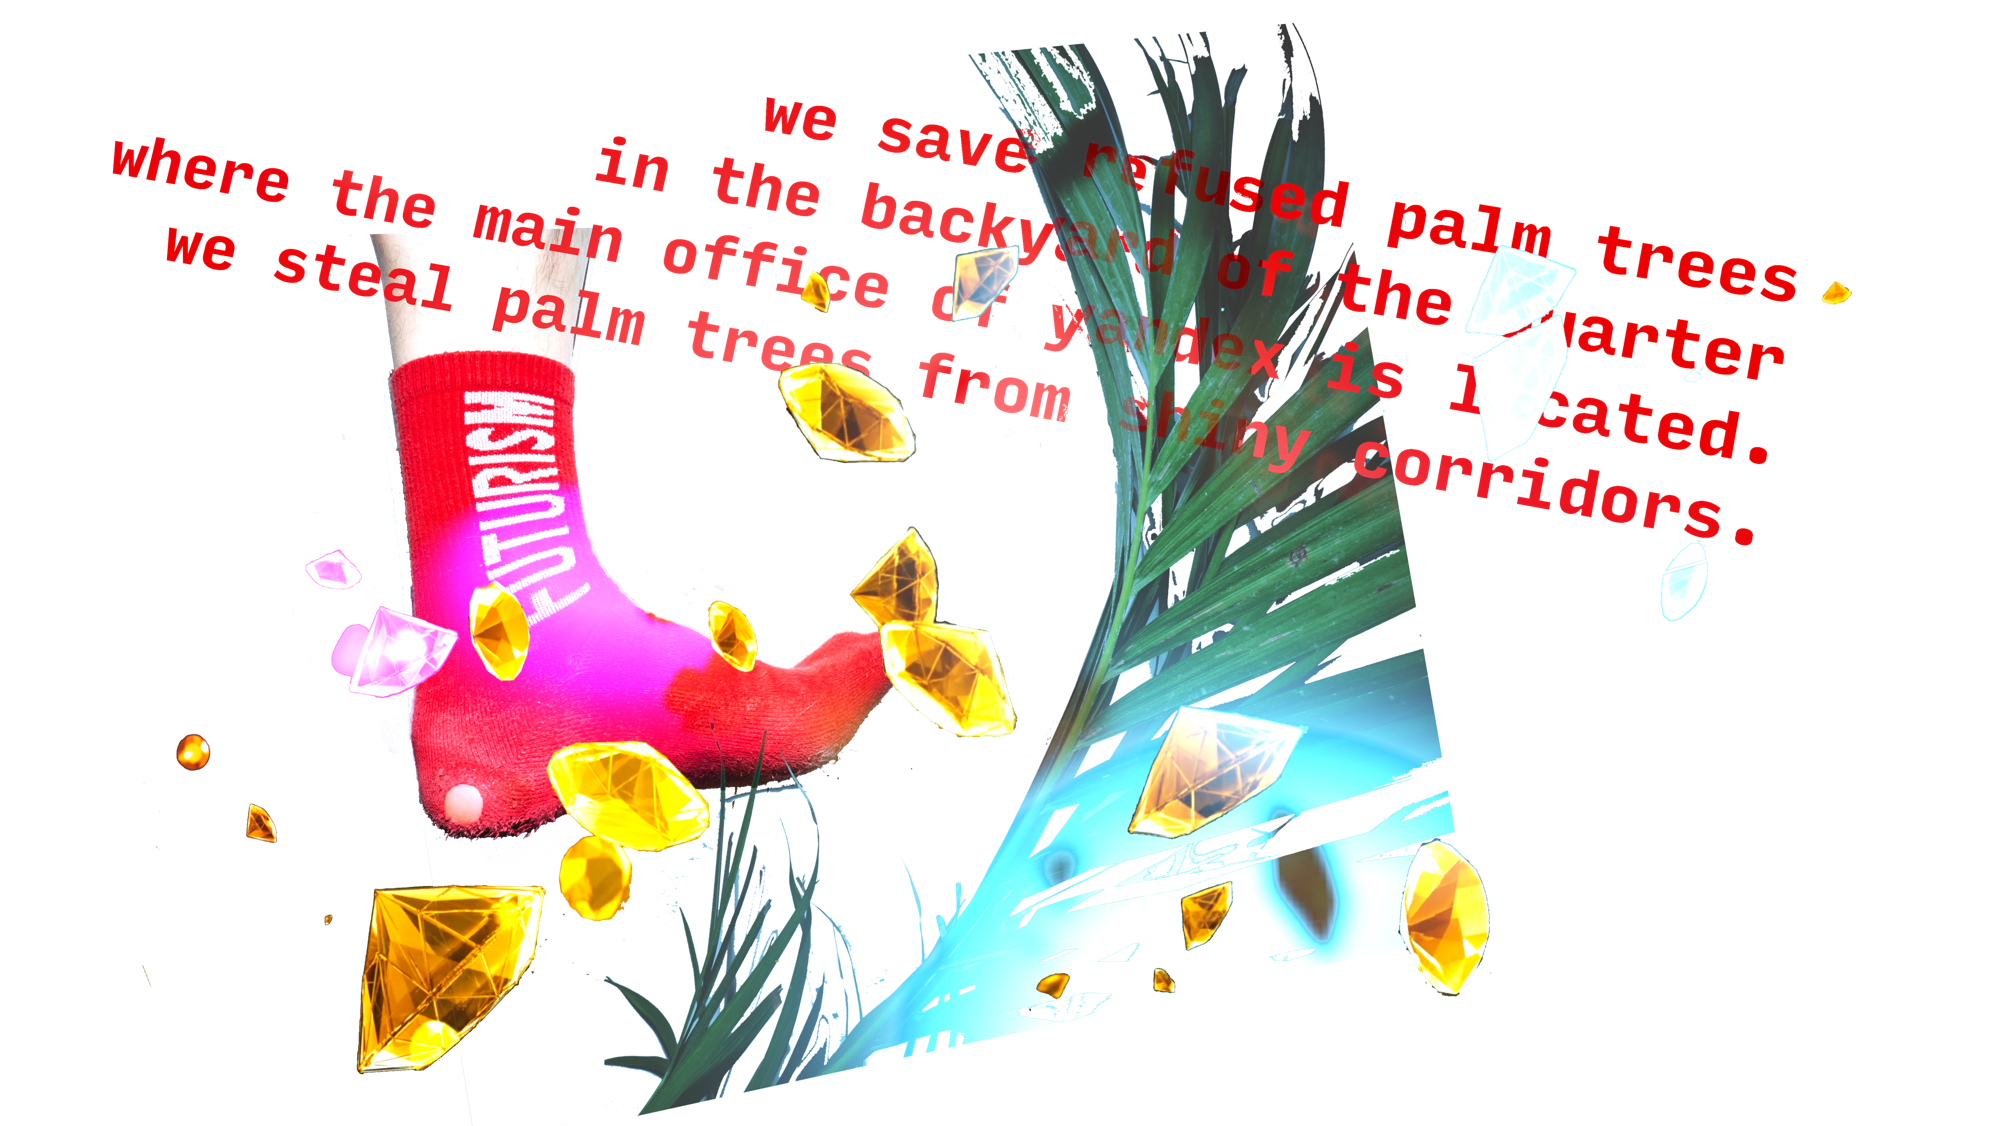 we save refused palm trees
in the backyard of the quarter
where the main office of yandex is located.
we steal palm trees from shiny corridors.
FUTURISM